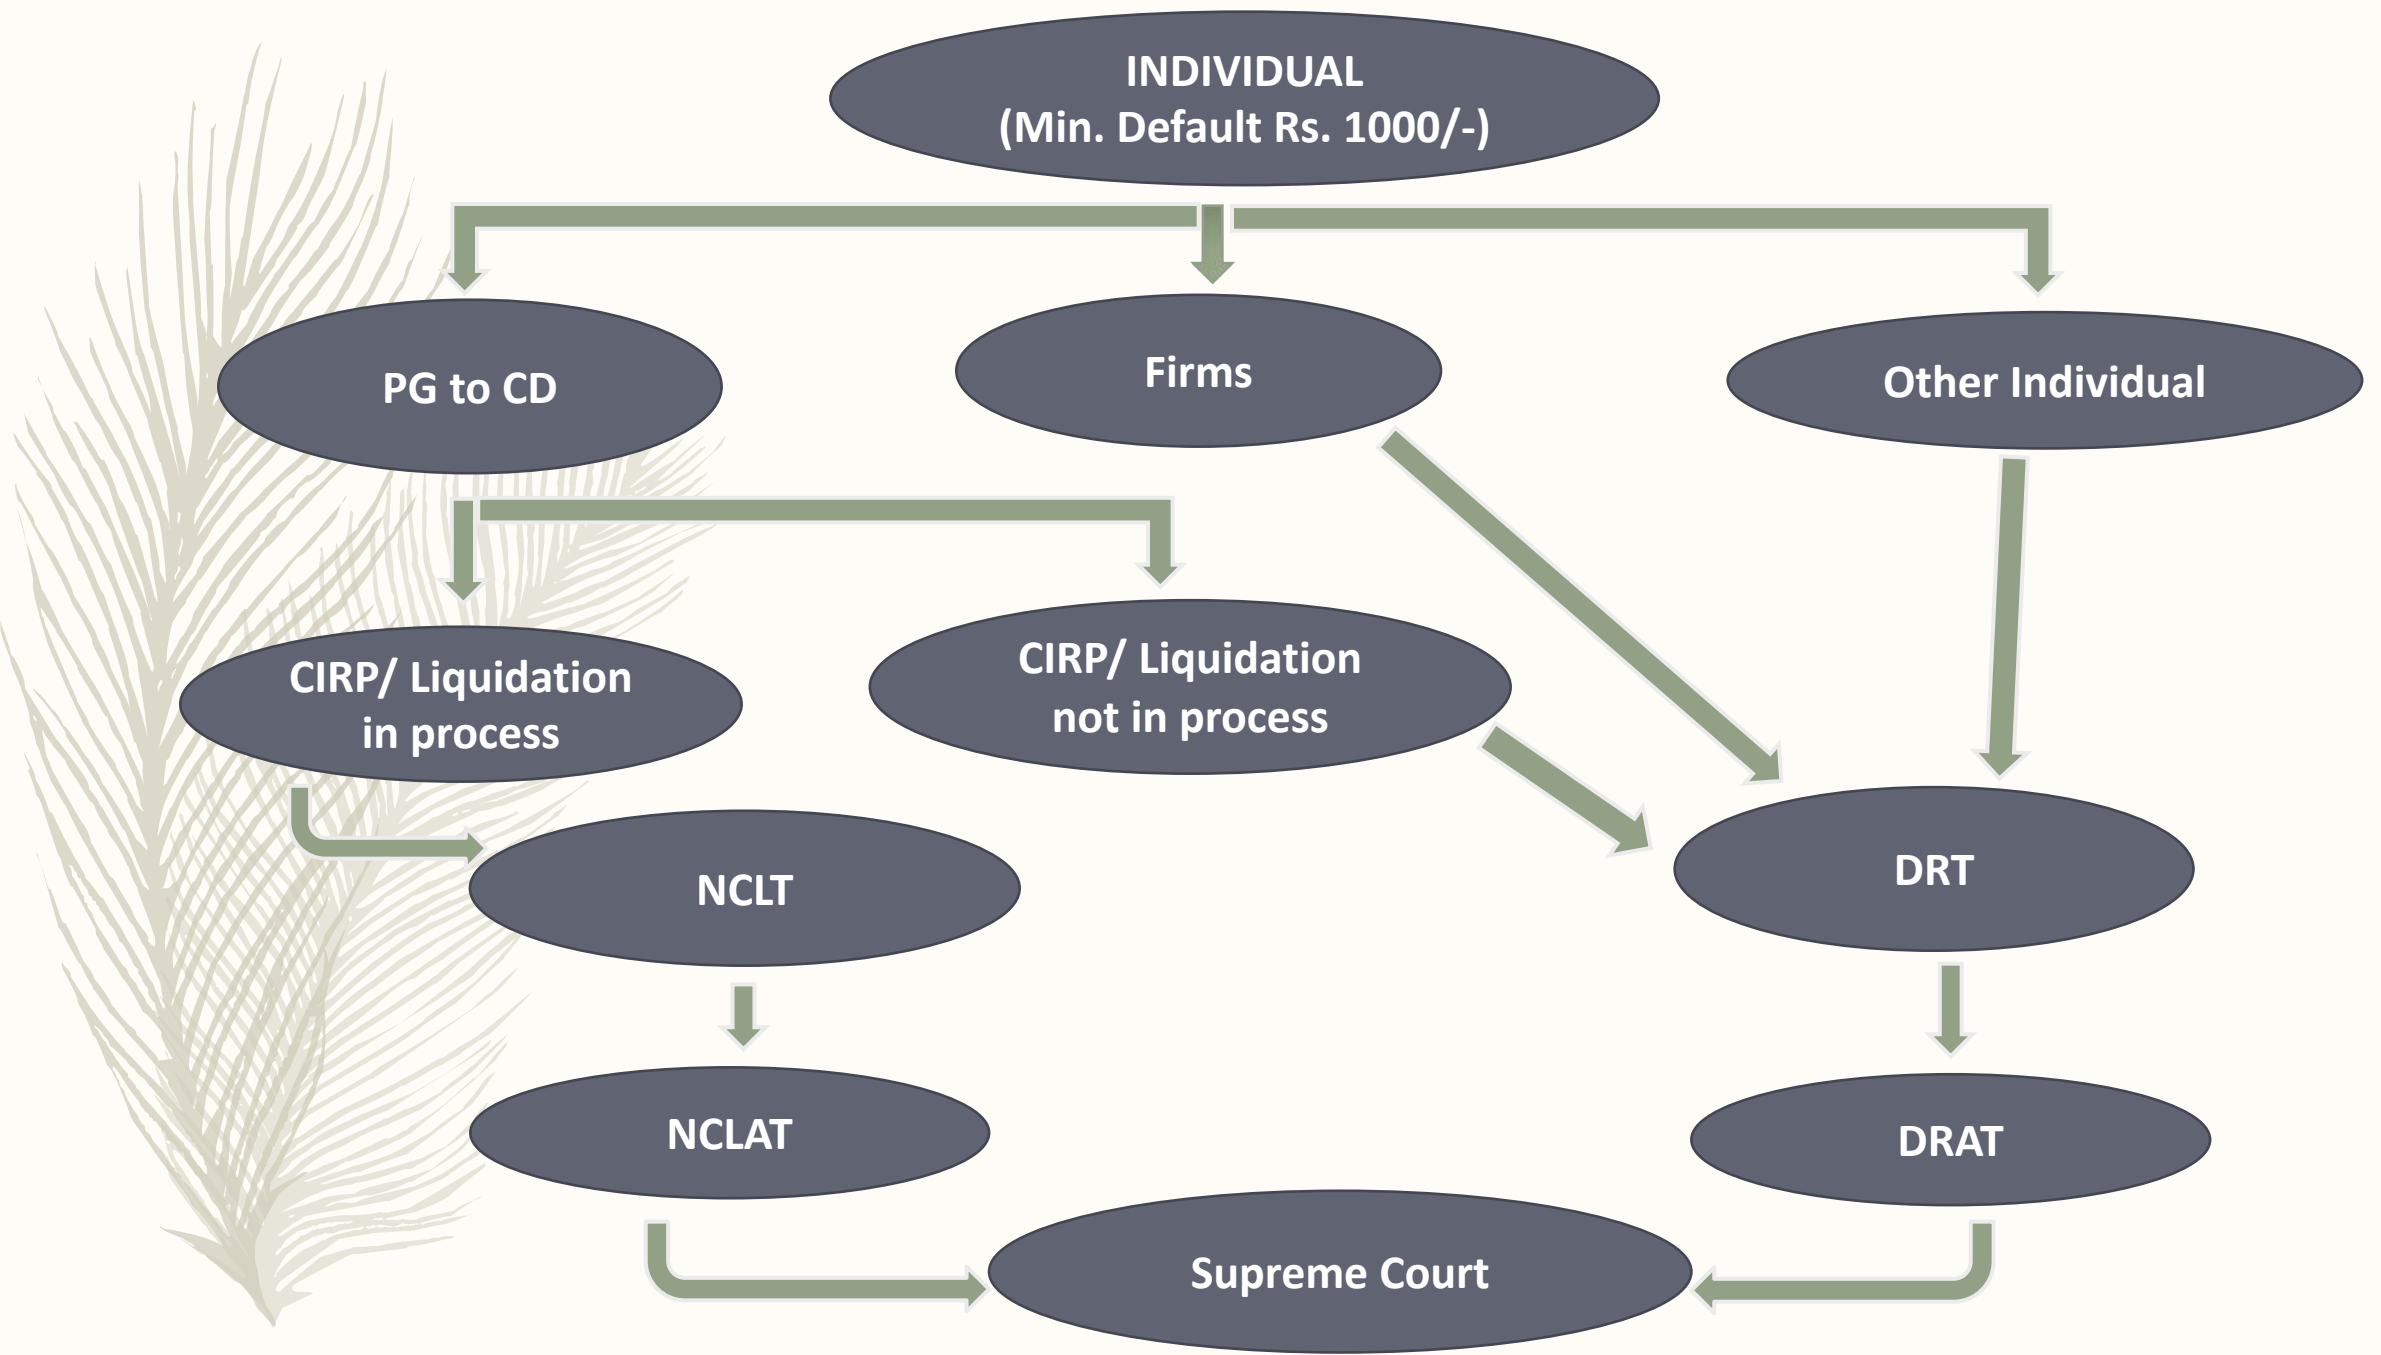 INDIVIDUAL
(Min. Default Rs. 1000/-)
PG to CD
Firms
Other Individual
CIRP/ Liquidation
in process
CIRP/ Liquidation
not in process
NCLT
DRT
NCLAT
DRAT
Supreme Court